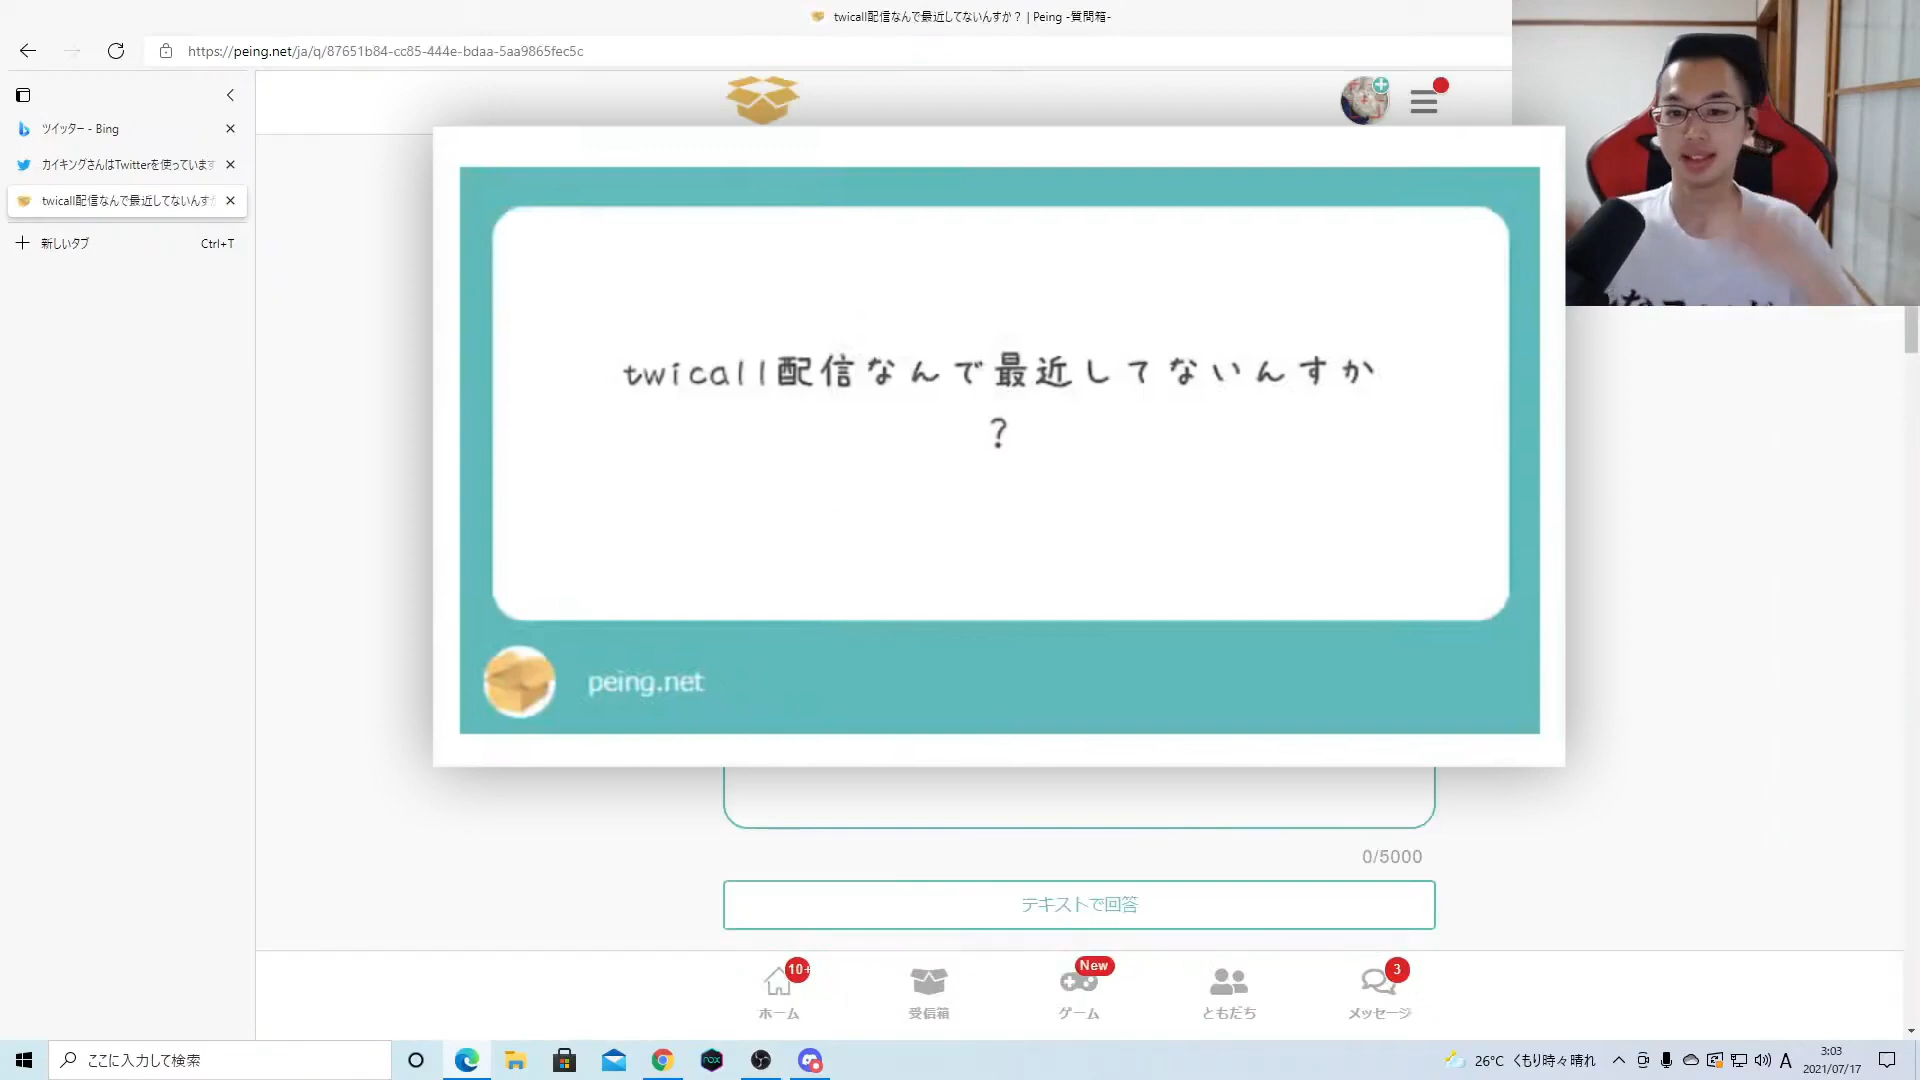 twicall配信なんで最近してないんすか？ | Peing -質問箱-
https://peing.net/ja/q/87651b84-cc85-444e-bdaa-5aa9865fec5c
ツイッター - Bing
カイキングさんはTwitterを使っています
twicall配信なんで最近してないんすか
新しいタブ Ctrl+T
twicall配信なんで最近してないんすか
？
peing.net
0/5000
テキストで回答
10+
New
3
ホーム 受信箱 ゲーム ともだち メッセージ
ここに入力して検索
nox
26°C くもり時々晴れ
A
3:03
2021/07/17